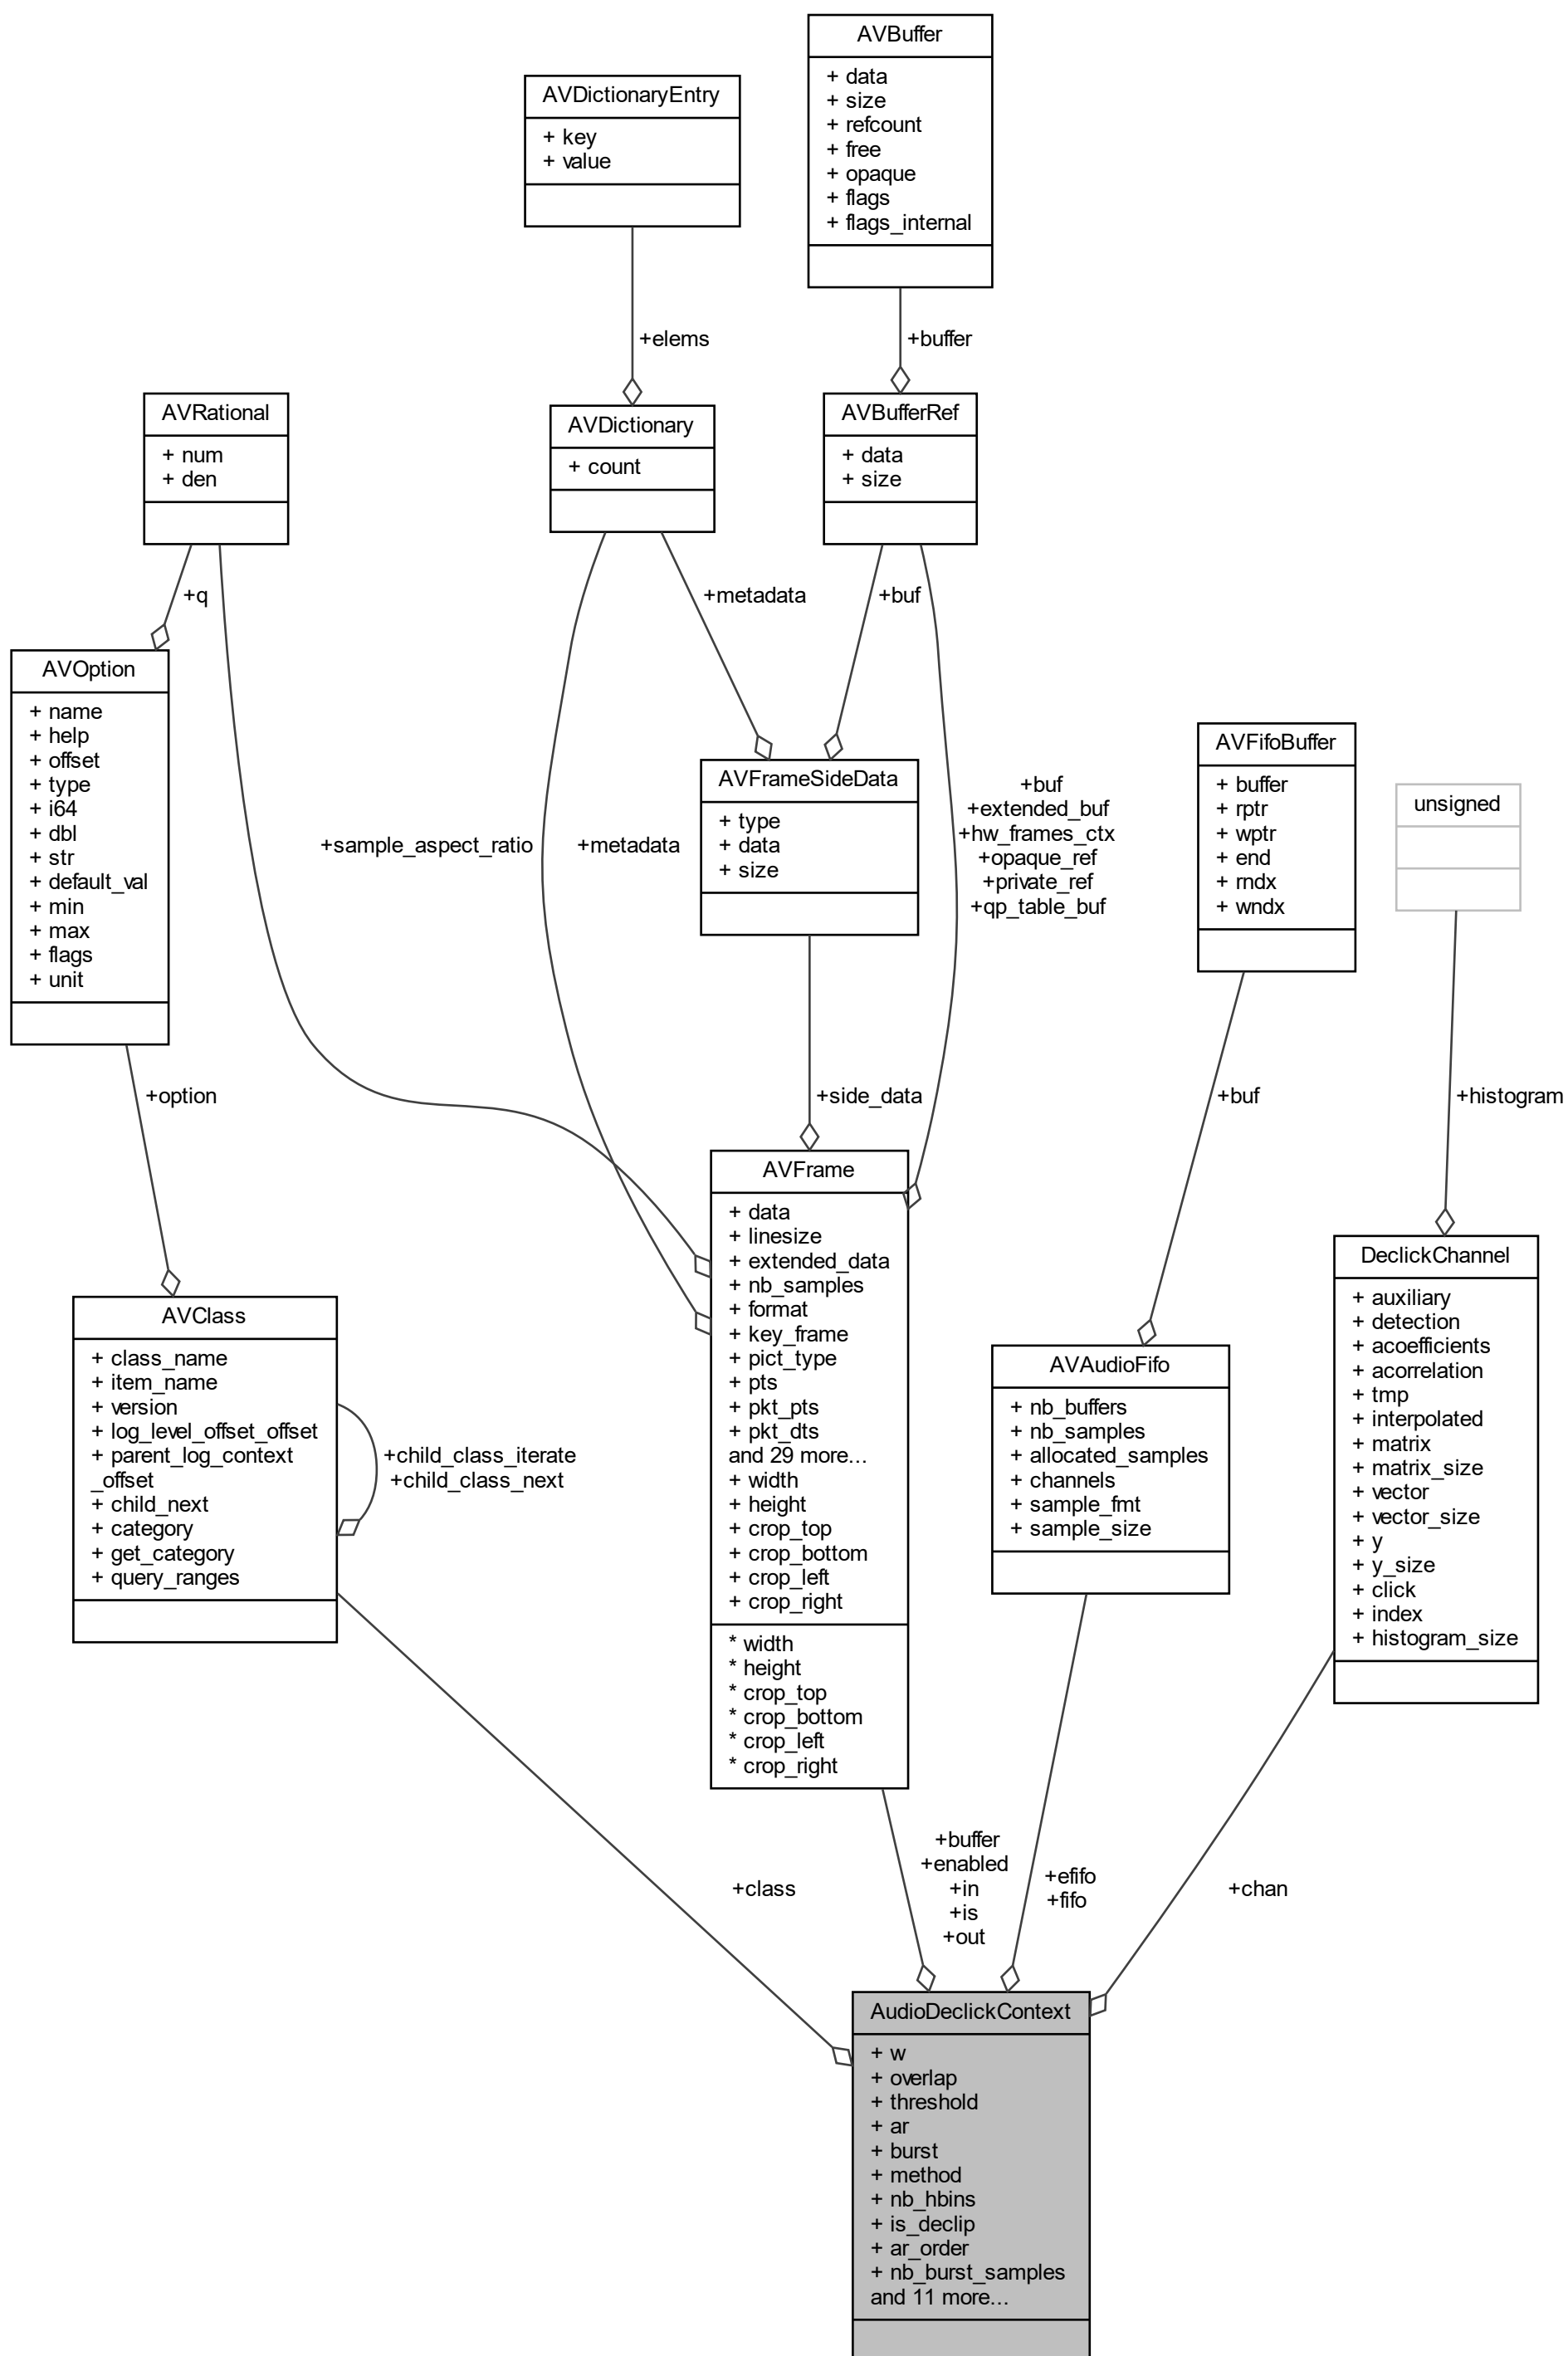 AVBuffer
+ data
+ size
+ refcount
+ free
+ opaque
+ flags
+ flags_internal
AVDictionaryEntry
+ key
+ value
+elems
+buffer
AVRational
+ num
+ den
AVDictionary
+ count
AVBufferRef
+ data
+ size
+q
+metadata
+buf
AVOption
+ name
+ help
+ offset
+ type
+ i64
+ dbl
+ str
+ default_val
+ min
+ max
+ flags
+ unit
+sample_aspect_ratio
+metadata
AVFrameSideData
+ type
+ data
+ size
+buf
+extended_buf
+hw_frames_ctx
+opaque_ref
+private_ref
+qp_table_buf
AVFifoBuffer
+ buffer
+ rptr
+ wptr
+ end
+ rndx
+ wndx
unsigned
+option
+side_data
+buf
+histogram
AVClass
+ class_name
+ item_name
+ version
+ log_level_offset_offset
+ parent_log_context
_offset
+ child_next
+ category
+ get_category
+ query_ranges
+child_class_iterate
+child_class_next
AVFrame
+ data
+ linesize
+ extended_data
+ nb_samples
+ format
+ key_frame
+ pict_type
+ pts
+ pkt_pts
+ pkt_dts
and 29 more...
+ width
+ height
+ crop_top
+ crop_bottom
+ crop_left
+ crop_right
* width
* height
* crop_top
* crop_bottom
* crop_left
* crop_right
AVAudioFifo
+ nb_buffers
+ nb_samples
+ allocated_samples
+ channels
+ sample_fmt
+ sample_size
DeclickChannel
+ auxiliary
+ detection
+ acoefficients
+ acorrelation
+ tmp
+ interpolated
+ matrix
+ matrix_size
+ vector
+ vector_size
+ y
+ y_size
+ click
+ index
+ histogram_size
+class
+buffer
+enabled
+in
+is
+out
+efifo
+fifo
+chan
AudioDeclickContext
+ w
+ overlap
+ threshold
+ ar
+ burst
+ method
+ nb_hbins
+ is_declip
+ ar_order
+ nb_burst_samples
and 11 more...